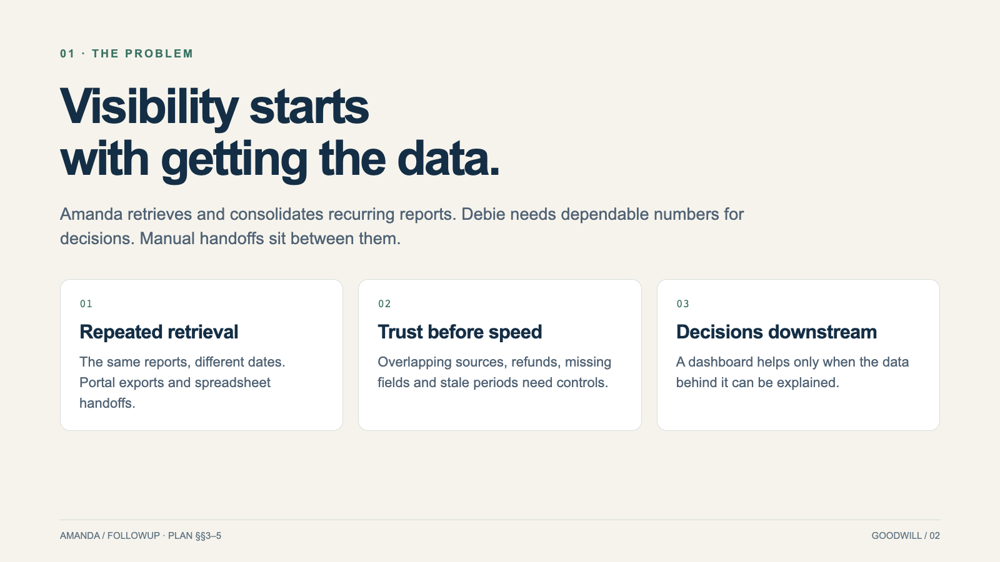 01 · THE PROBLEM
Visibility starts
with getting the data.
Amanda retrieves and consolidates recurring reports. Debie needs dependable numbers for
decisions. Manual handoffs sit between them.
01
Repeated retrieval
The same reports, different dates.
Portal exports and spreadsheet
handoffs.
02
Trust before speed
Overlapping sources, refunds, missing
fields and stale periods need controls.
03
Decisions downstream
A dashboard helps only when the data
behind it can be explained.
AMANDA / FOLLOWUP · PLAN §§3–5
GOODWILL / 02